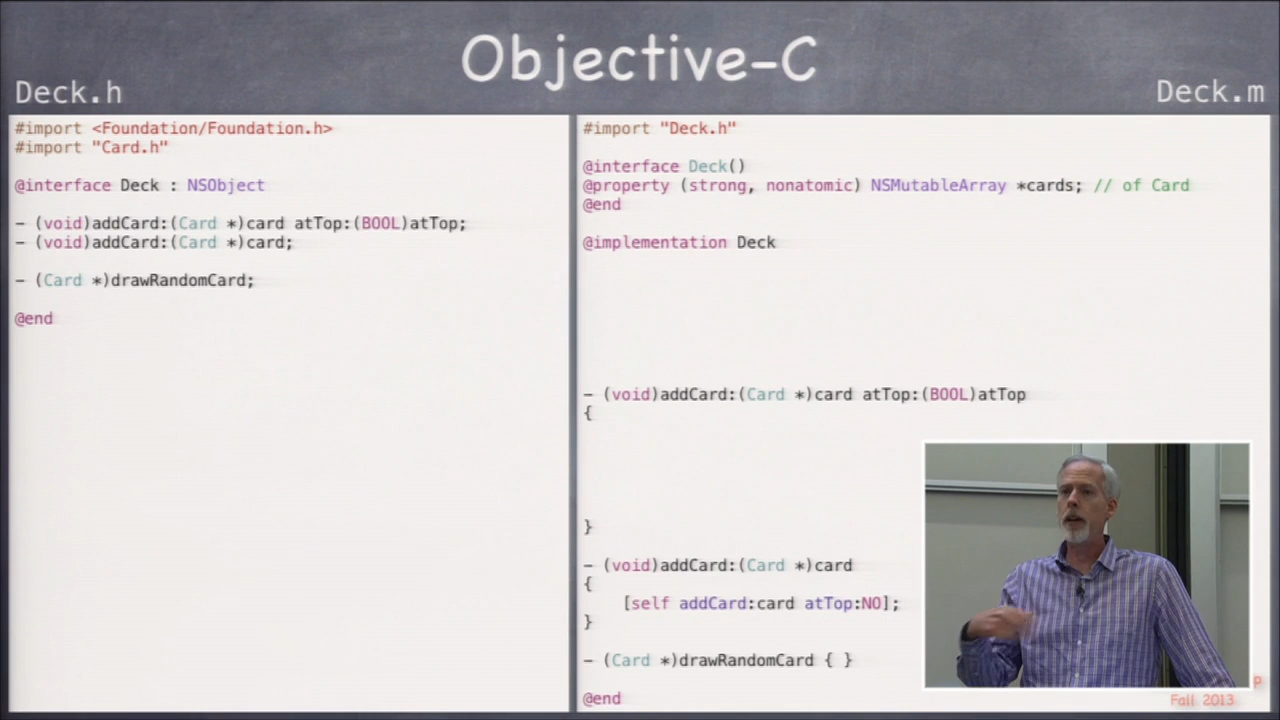 Objective-C
Deck.h
Deck.m
#import <Foundation/Foundation.h>
#import "Card.h"
@interface Deck : NSObject
- (void)addCard:(Card *)card atTop:(BOOL)atTop;
- (void)addCard:(Card *)card;
- (Card *)drawRandomCard;
@end
#import "Deck.h"
@interface Deck()
@property (strong, nonatomic) NSMutableArray *cards; // of Card
@end
@implementation Deck
- (void)addCard:(Card *)card atTop:(BOOL)atTop
{
}
- (void)addCard:(Card *)card
{
[self addCard:card atTop:NO];
}
- (Card *)drawRandomCard { }
@end
Fall 2013